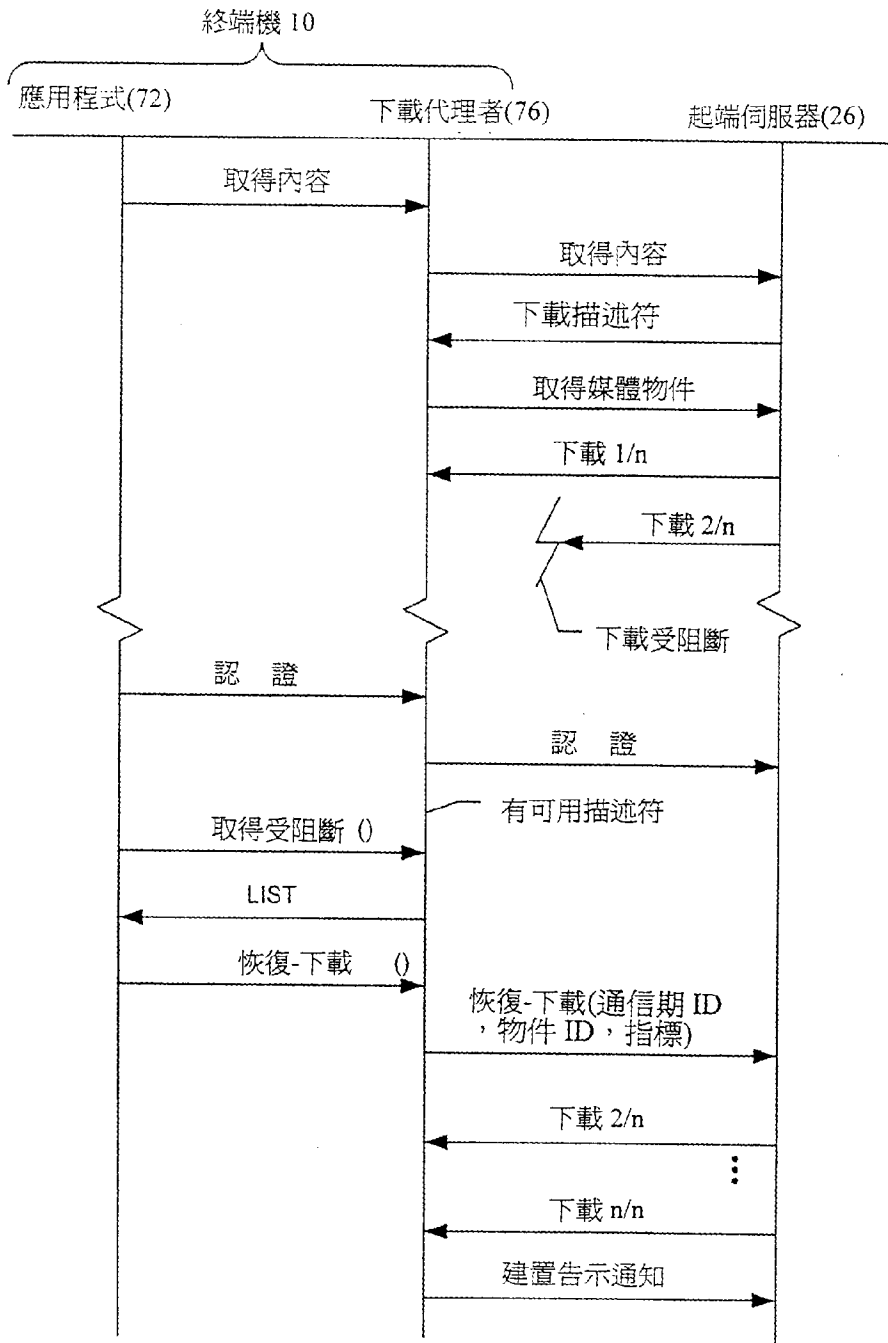 終端機 10
應用程式(72)
下載代理者(76)
起端伺服器(26)
取得內容
取得內容
下載描述符
取得媒體物件
下載 1/n
下載 2/n
下載受阻斷
認 證
認 證
有可用描述符
取得受阻斷 ()
LIST
恢復-下載 ()
恢復-下載(通信期 ID
，物件 ID，指標)
下載 2/n
下載 n/n
建置告示通知